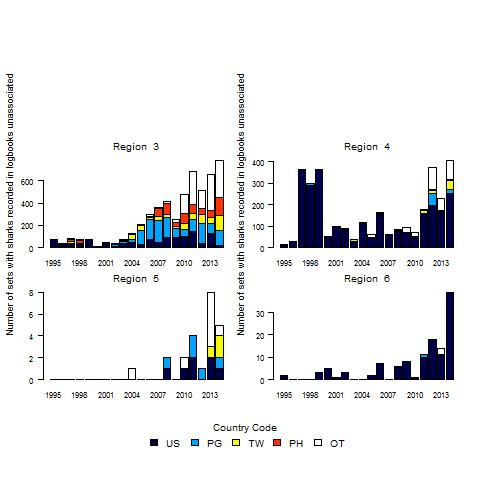 Number of sets with sharks recorded in logbooks unassociated
Number of sets with sharks recorded in logbooks unassociated
Region 3
600
400
200
0
1995 1998 2001 2004 2007 2010 2013
Region 4
400
300
200
100
0
1995 1998 2001 2004 2007 2010 2013
Region 5
8
6
4
2
0
1995 1998 2001 2004 2007 2010 2013
Region 6
30
20
10
0
1995 1998 2001 2004 2007 2010 2013
Country Code
US PG TW PH OT